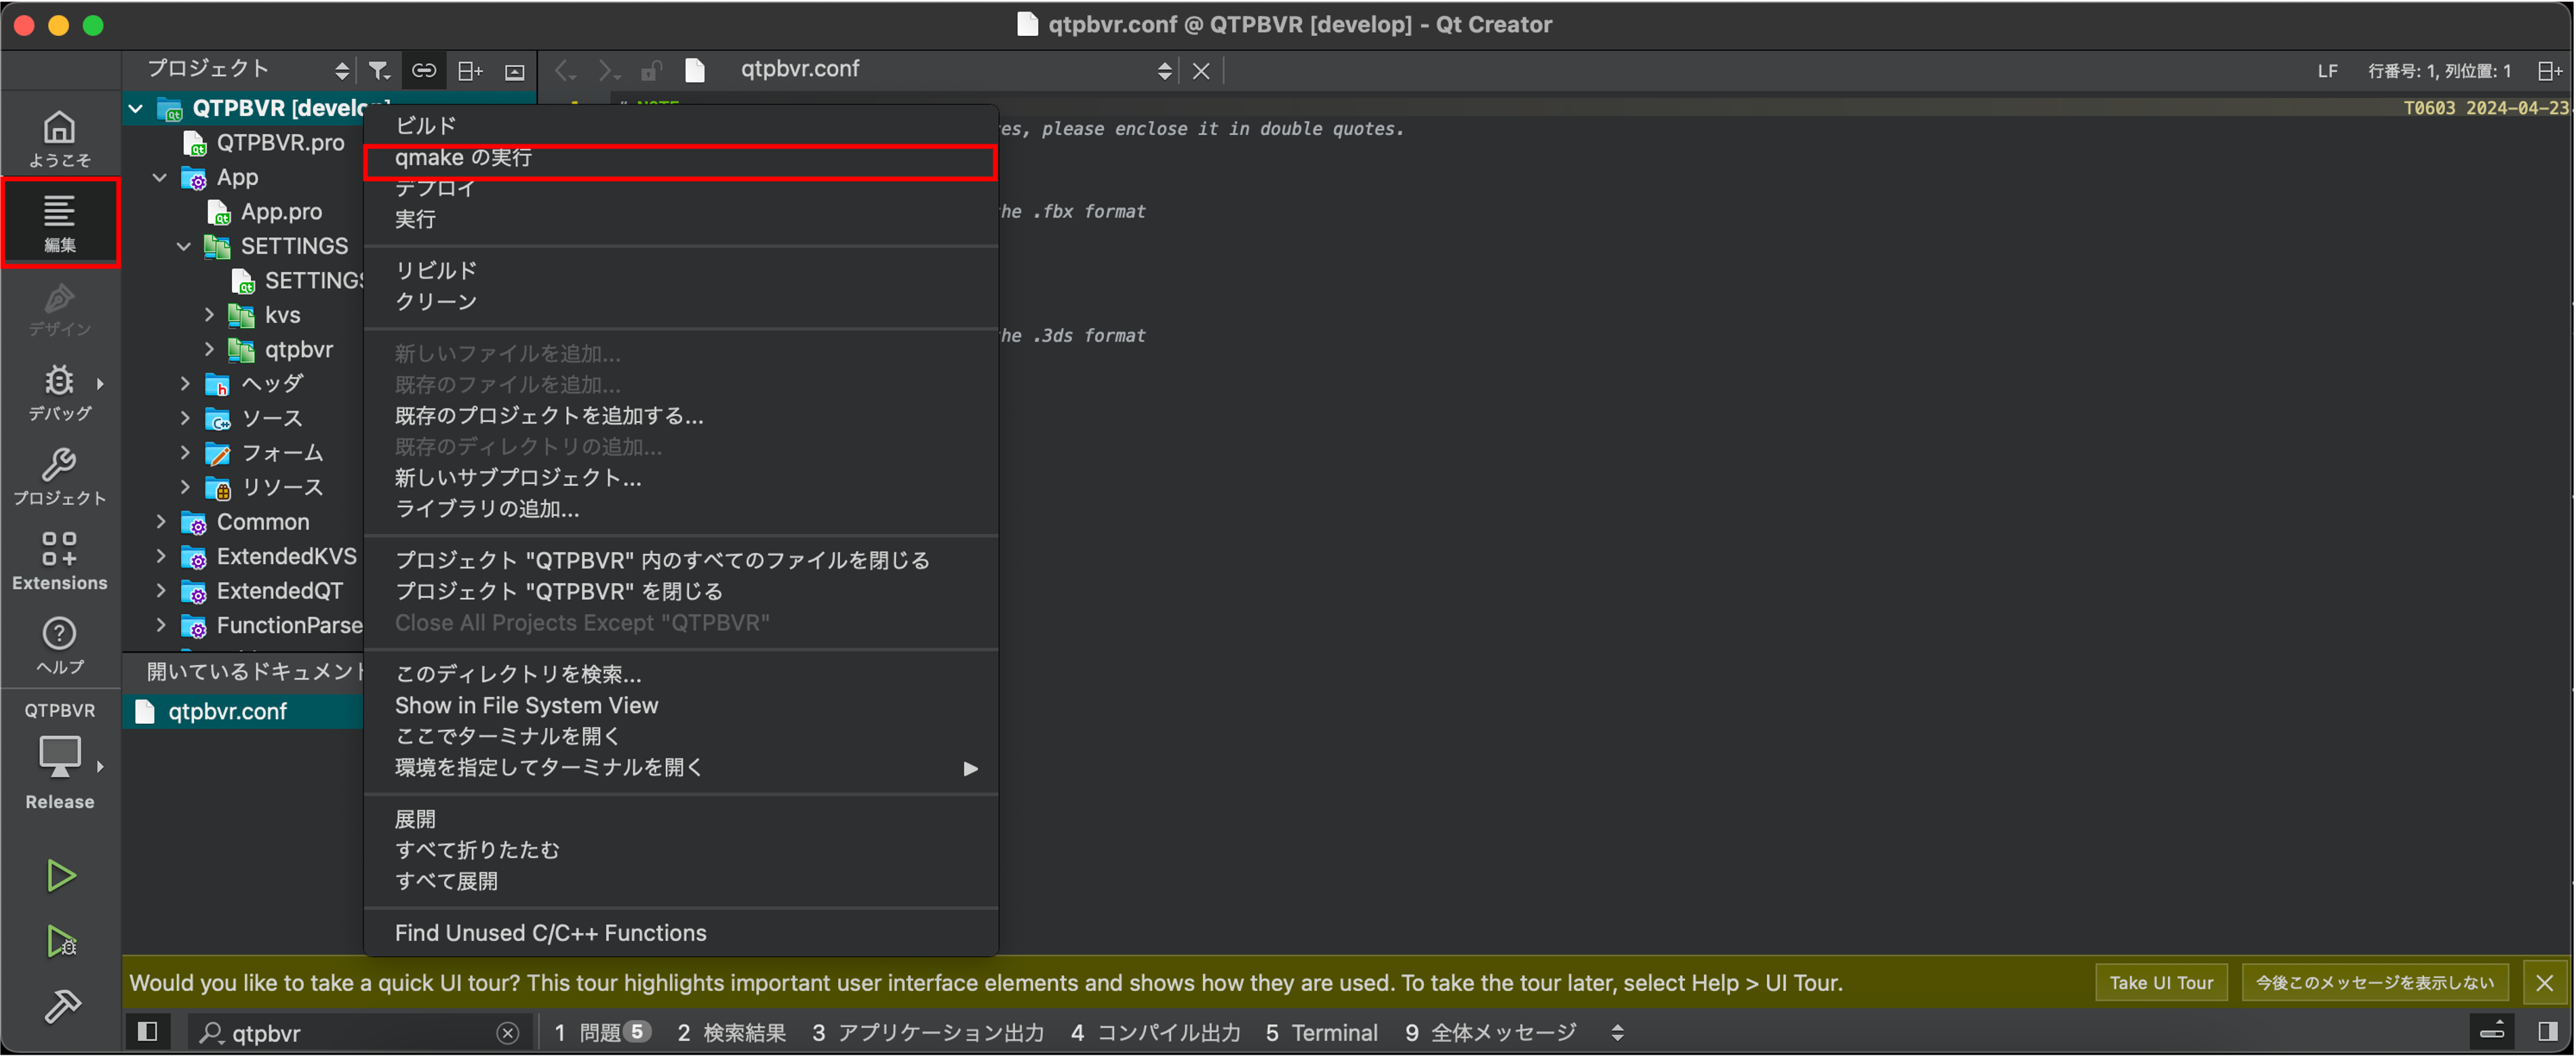 qtpbvr.conf @ QTPBVR [develop] - Qt Creator
プロジェクト
qtpbvr.conf
LF
行番号: 1, 列位置: 1
ようこそ
編集
デザイン
デバッグ
プロジェクト
Extensions
ヘルプ
QTPBVR
Release
QTPBVR [develop]
QTPBVR.pro
App
App.pro
SETTINGS
SETTINGS
kvs
qtpbvr
ヘッダ
ソース
フォーム
リソース
Common
ExtendedKVS
ExtendedQT
FunctionParse
開いているドキュメント
qtpbvr.conf
ビルド
qmake の実行
デプロイ
実行
リビルド
クリーン
新しいファイルを追加...
既存のファイルを追加...
既存のプロジェクトを追加する...
既存のディレクトリの追加...
新しいサブプロジェクト...
ライブラリの追加...
プロジェクト "QTPBVR" 内のすべてのファイルを閉じる
プロジェクト "QTPBVR" を閉じる
Close All Projects Except "QTPBVR"
このディレクトリを検索...
Show in File System View
ここでターミナルを開く
環境を指定してターミナルを開く
展開
すべて折りたたむ
すべて展開
Find Unused C/C++ Functions
# NOTE
T0603 2024-04-23
es, please enclose it in double quotes.
he .fbx format
he .3ds format
Would you like to take a quick UI tour? This tour highlights important user interface elements and shows how they are used. To take the tour later, select Help > UI Tour.
Take UI Tour
今後このメッセージを表示しない
qtpbvr
1 問題 5
2 検索結果
3 アプリケーション出力
4 コンパイル出力
5 Terminal
9 全体メッセージ